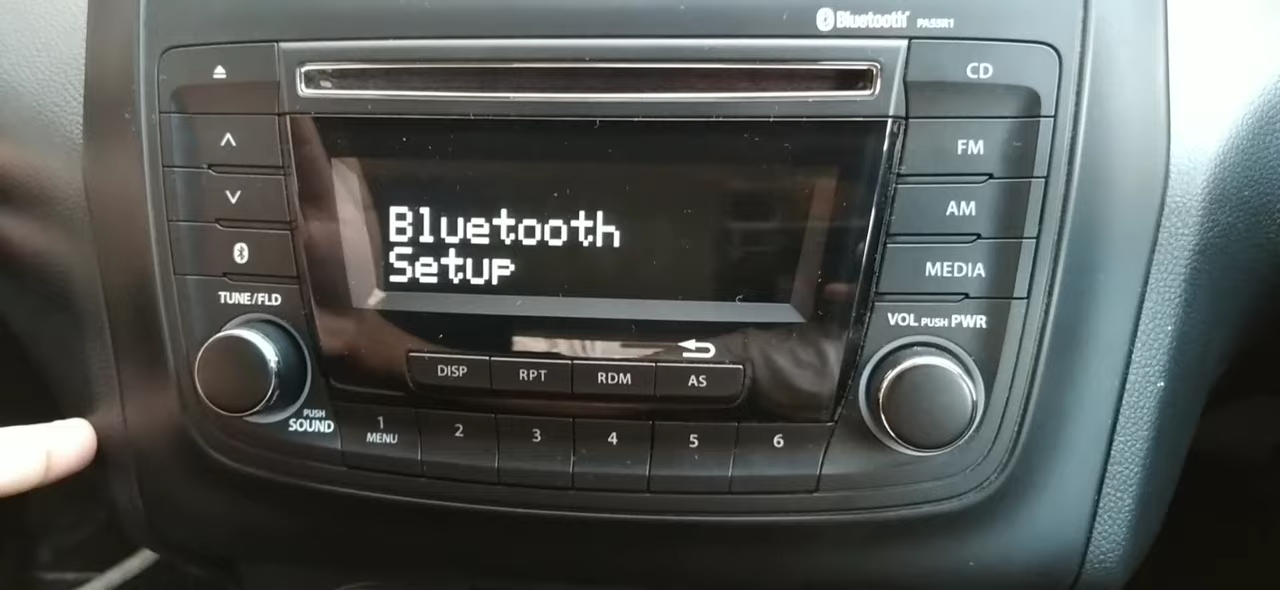 Bluetooth PA55R1
CD
FM
AM
MEDIA
Bluetooth
Setup
TUNE/FLD
VOL PUSH PWR
DISP
RPT
RDM
AS
PUSH
SOUND
1
MENU
2
3
4
5
6